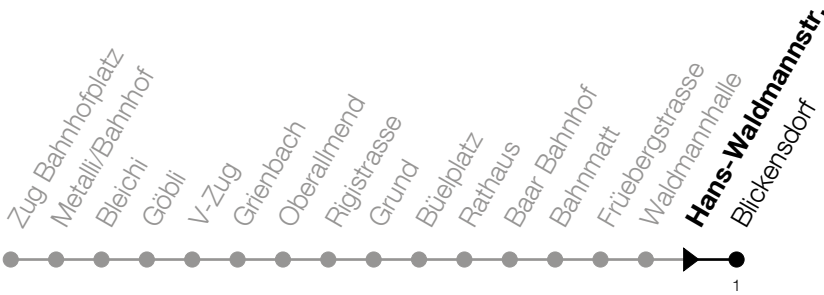 Zug Bahnhofplatz
Metalli/Bahnhof
Bleichi
Göbli
V-Zug
Grienbach
Oberallmend
Rigistrasse
Grund
Büelplatz
Rathaus
Baar Bahnhof
Bahnmatt
Früebergstrasse
Waldmannhalle
Hans-Waldmannstr.
Blickensdorf
1